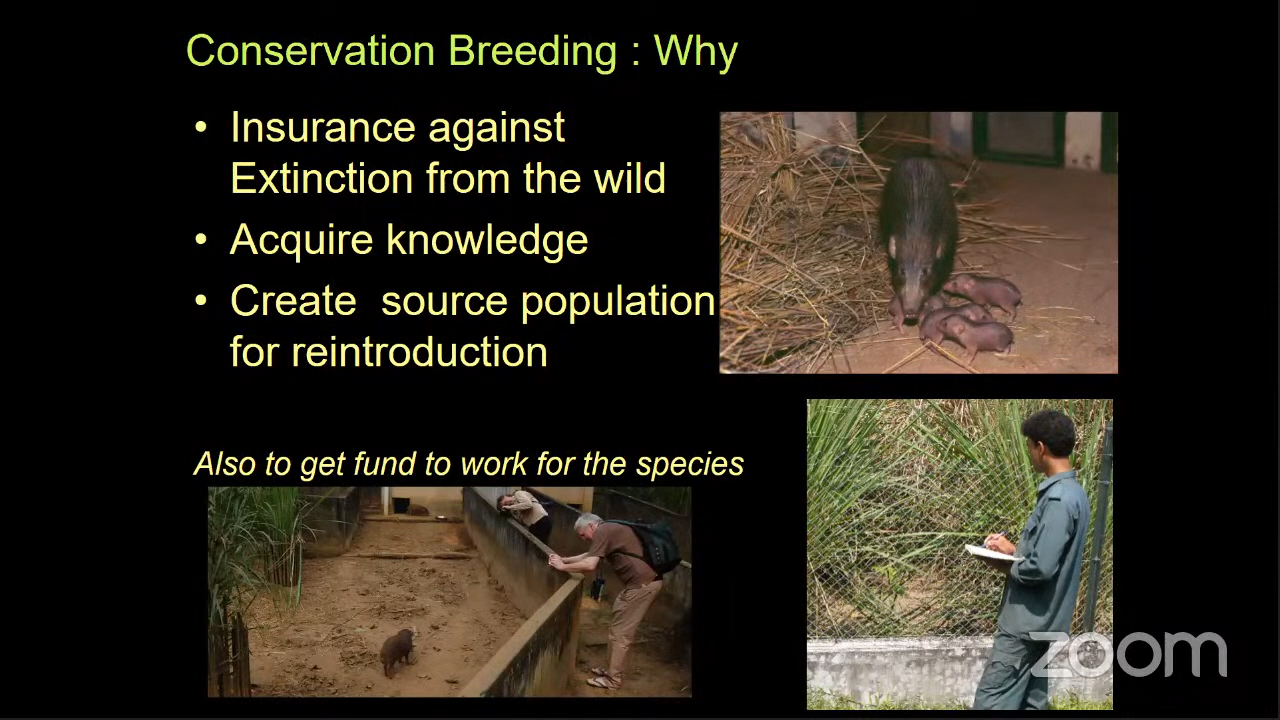 Conservation Breeding : Why
• Insurance against
Extinction from the wild
• Acquire knowledge
• Create source population
for reintroduction
Also to get fund to work for the species
zoom